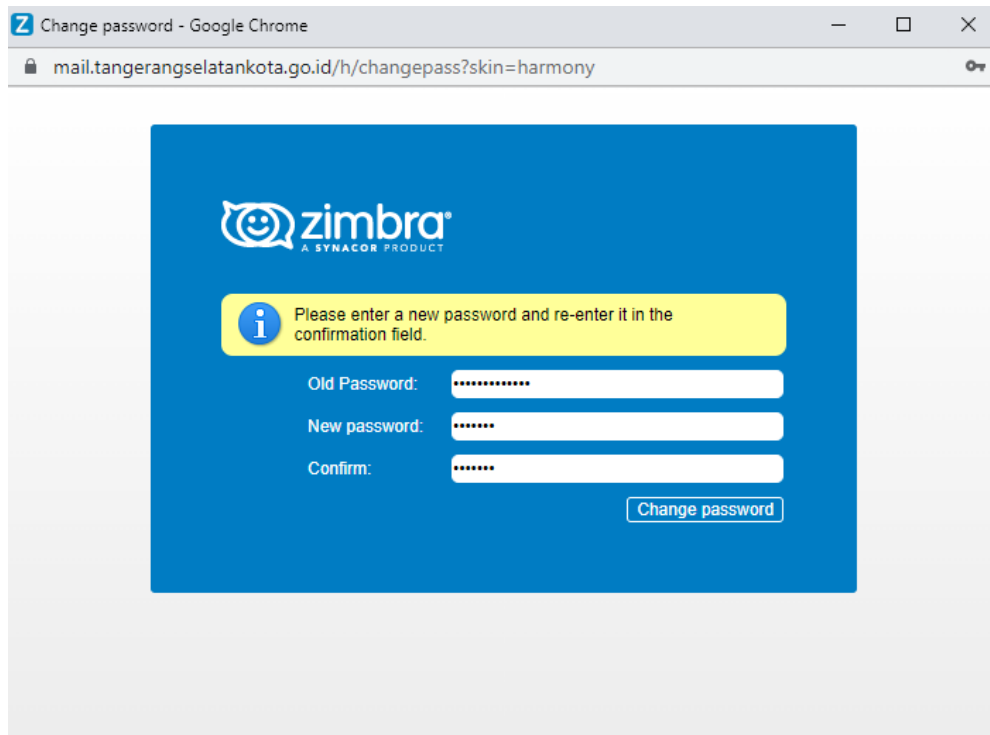 Change password - Google Chrome
mail.tangerangselatankota.go.id/h/changepass?skin=harmony
zimbra®
A SYNACOR PRODUCT
Please enter a new password and re-enter it in the
confirmation field.
Old Password: •••••••••••••
New password: •••••••
Confirm: •••••••
Change password